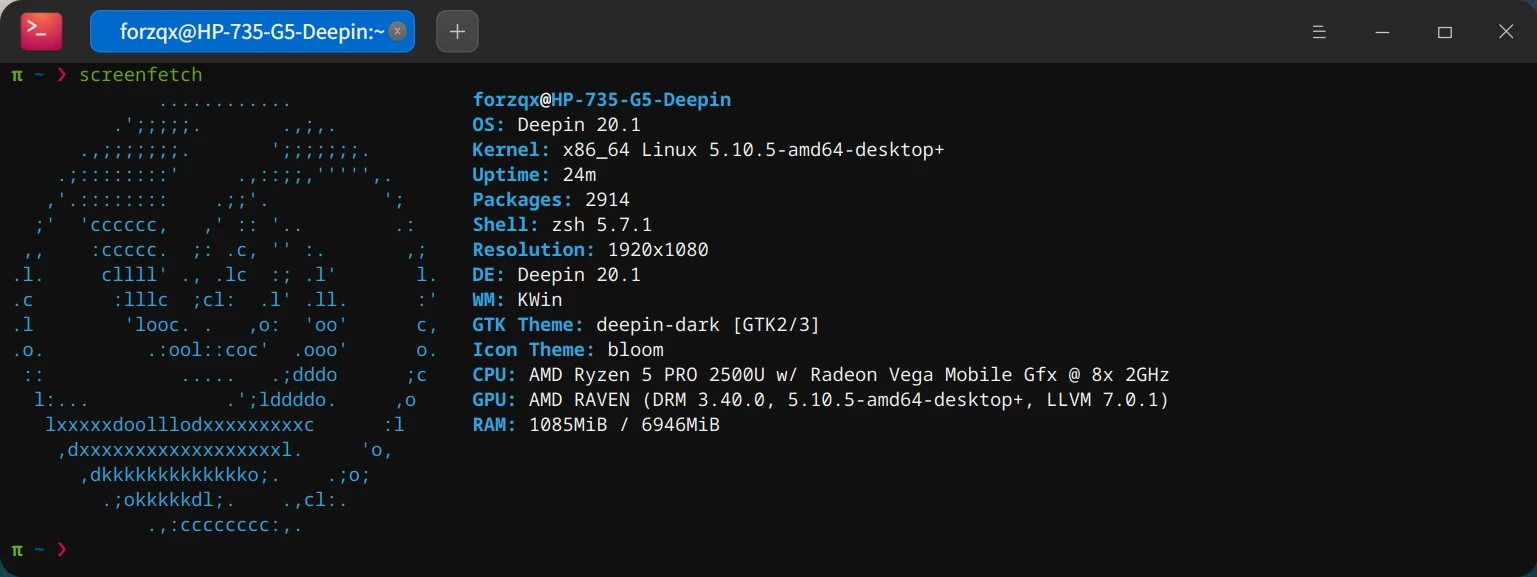 forzqx@HP-735-G5-Deepin:~ x +
π ~ ❯ screenfetch
             ............                forzqx@HP-735-G5-Deepin
         .';;;;;.       .,;,.            OS: Deepin 20.1
      .,;;;;;;;.       ';;;;;;;.         Kernel: x86_64 Linux 5.10.5-amd64-desktop+
    .;::::::::'     .,::;;,''''',.       Uptime: 24m
   ,'.::::::::    .;;'.          ';      Packages: 2914
  ;'  'cccccc,   ,' :: '..        .:     Shell: zsh 5.7.1
 ,,    :ccccc.  ;: .c, '' :.       ,;    Resolution: 1920x1080
.l.     cllll' ., .lc  :; .l'       l.   DE: Deepin 20.1
.c       :lllc  ;cl:  .l' .ll.      :'   WM: KWin
.l        'looc. .   ,o:  'oo'      c,   GTK Theme: deepin-dark [GTK2/3]
.o.         .:ool::coc'  .ooo'      o.   Icon Theme: bloom
 ::            .....   .;dddo      ;c    CPU: AMD Ryzen 5 PRO 2500U w/ Radeon Vega Mobile Gfx @ 8x 2GHz
  l:...            .';lddddo.     ,o     GPU: AMD RAVEN (DRM 3.40.0, 5.10.5-amd64-desktop+, LLVM 7.0.1)
   lxxxxxdoolllodxxxxxxxxxc      :l      RAM: 1085MiB / 6946MiB
    ,dxxxxxxxxxxxxxxxxxxl.     'o,
      ,dkkkkkkkkkkkkko;.    .;o;
        .;okkkkkdl;.    .,cl:.
            .,:cccccccc:,.
π ~ ❯